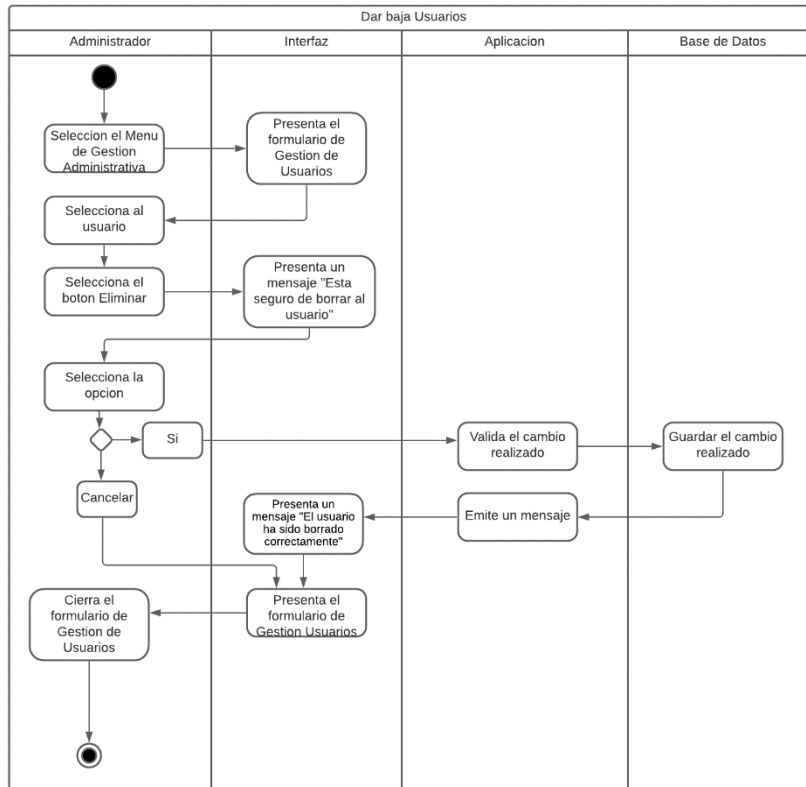 Dar baja Usuarios
Administrador
Interfaz
Aplicacion
Base de Datos
Seleccion el Menu
de Gestion
Administrativa
Presenta el
formulario de
Gestion de
Usuarios
Selecciona al
usuario
Selecciona el
boton Eliminar
Presenta un
mensaje "Esta
seguro de borrar al
usuario"
Selecciona la
opcion
Si
Valida el cambio
realizado
Guardar el cambio
realizado
Cancelar
Presenta un
mensaje "El usuario
ha sido borrado
correctamente"
Emite un mensaje
Cierra el
formulario de
Gestion de
Usuarios
Presenta el
formulario de
Gestion Usuarios